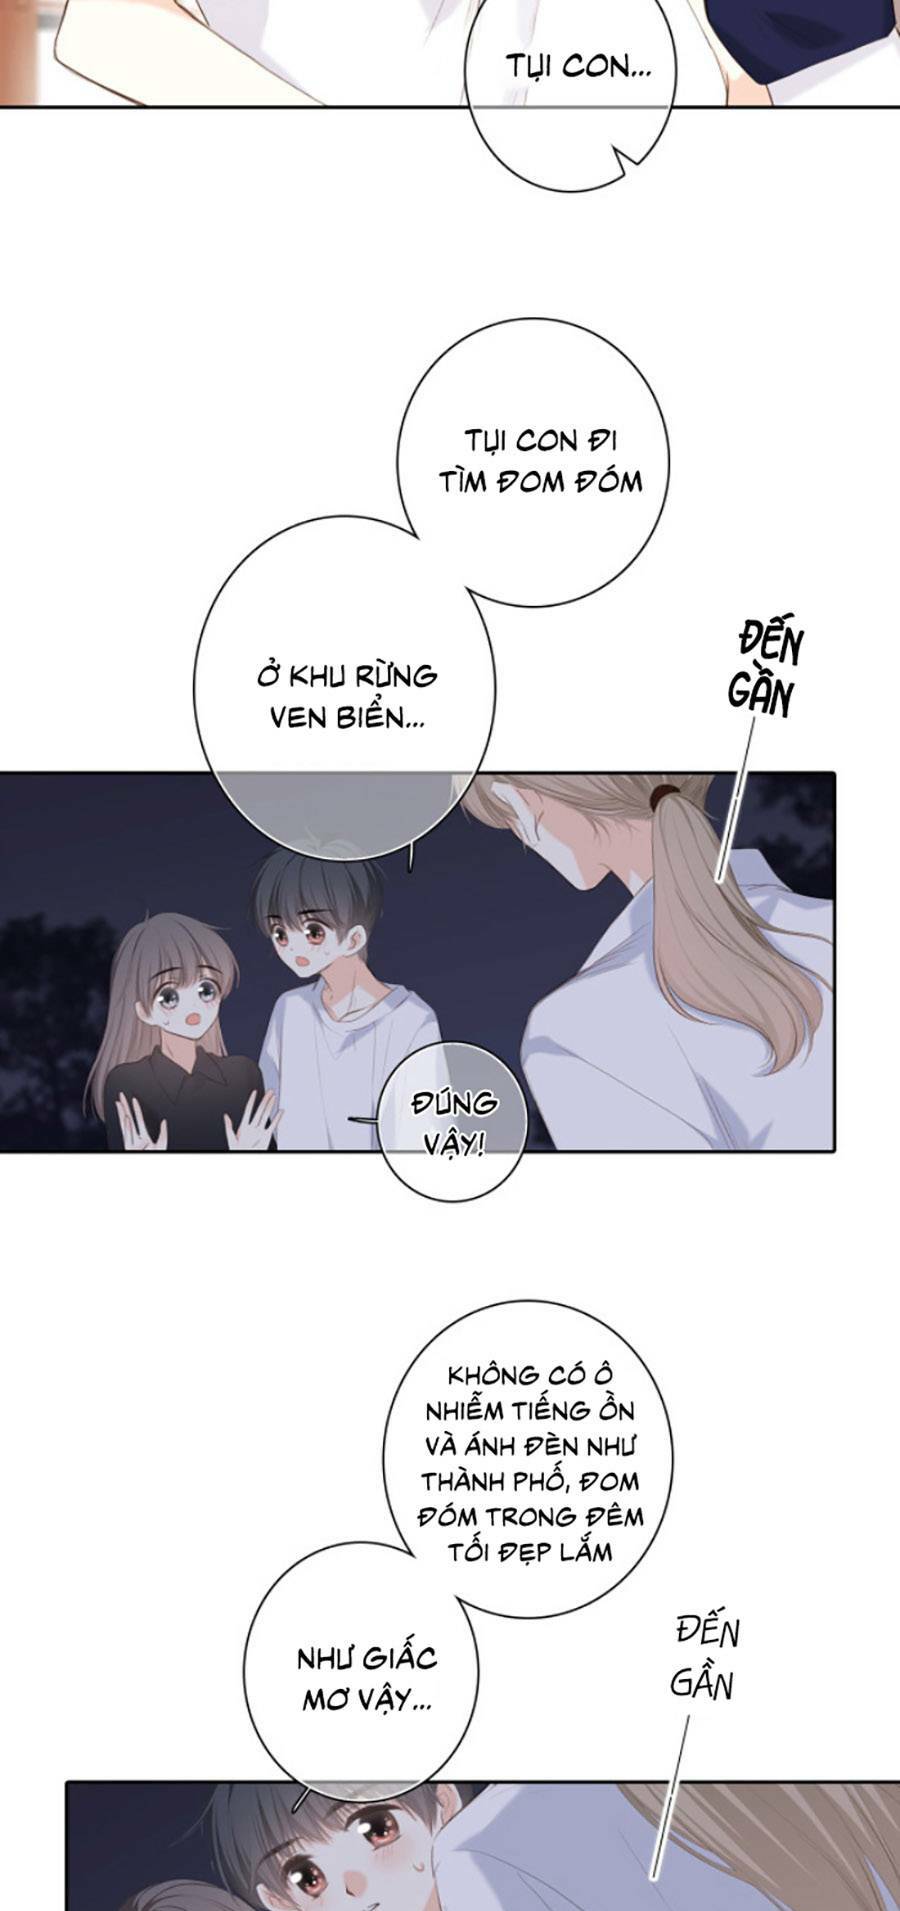 TỤI CON...
TỤI CON ĐI
TÌM ĐOM ĐÓM
Ở KHU RỪNG
VEN BIỂN...
ĐẾN
GẦN
ĐÚNG
VẬY!
KHÔNG CÓ Ô
NHIỄM TIẾNG ỒN
VÀ ÁNH ĐÈN NHƯ
THÀNH PHỐ, ĐOM
ĐÓM TRONG ĐÊM
TỐI ĐẸP LẮM
NHƯ GIẤC
MƠ VẬY...
ĐẾN
GẦN